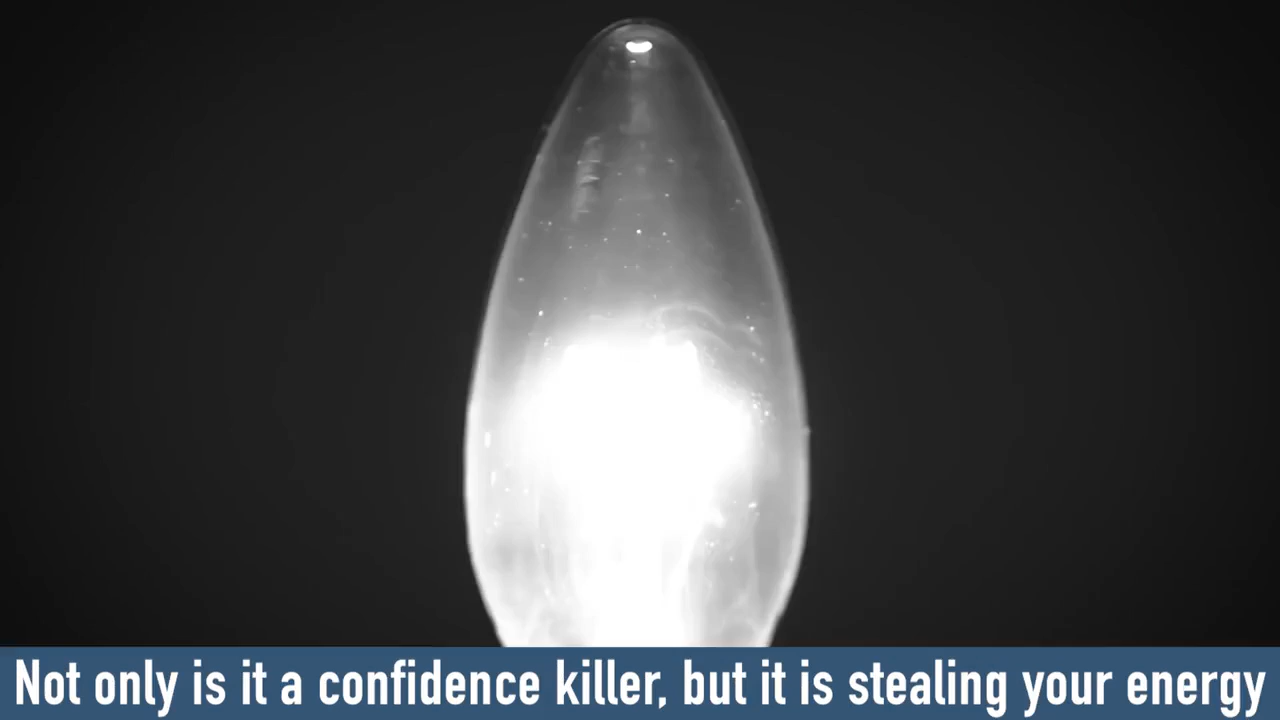 Not only is it a confidence killer, but it is stealing your energy